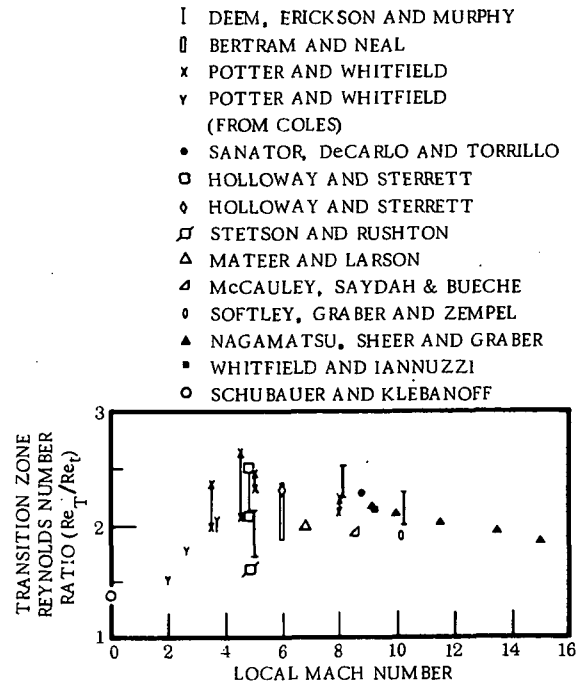 DEEM, ERICKSON AND MURPHY
BERTRAM AND NEAL
POTTER AND WHITFIELD
POTTER AND WHITFIELD
(FROM COLES)
SANATOR, DeCARLO AND TORRILLO
HOLLOWAY AND STERRETT
HOLLOWAY AND STERRETT
STETSON AND RUSHTON
MATEER AND LARSON
McCAULEY, SAYDAH & BUECHE
SOFTLEY, GRABER AND ZEMPEL
NAGAMATSU, SHEER AND GRABER
WHITFIELD AND IANNUZZI
SCHUBAUER AND KLEBANOFF
TRANSITION ZONE
REYNOLDS NUMBER
RATIO (Re_T/Re_t)
3
2
1
0 2 4 6 8 10 12 14 16
LOCAL MACH NUMBER